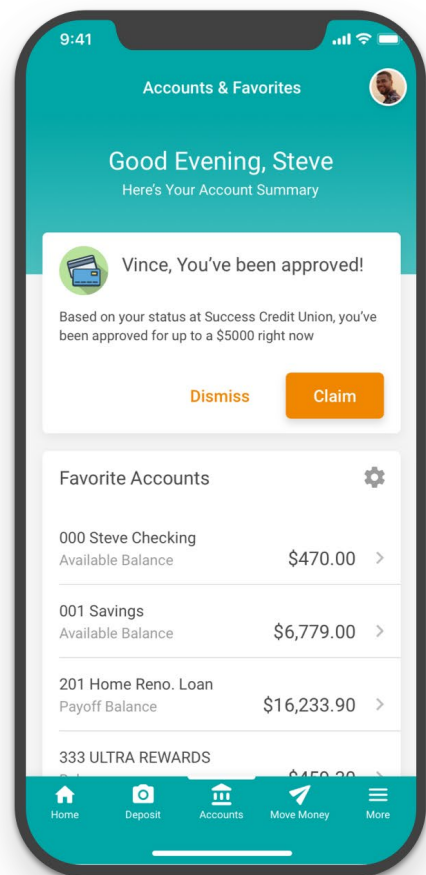 9:41
Accounts & Favorites
Good Evening, Steve
Here's Your Account Summary
Vince, You've been approved!
Based on your status at Success Credit Union, you've
been approved for up to a $5000 right now
Dismiss Claim
Favorite Accounts
000 Steve Checking
Available Balance $470.00
001 Savings
Available Balance $6,779.00
201 Home Reno. Loan
Payoff Balance $16,233.90
333 ULTRA REWARDS
Home Deposit Accounts Move Money More